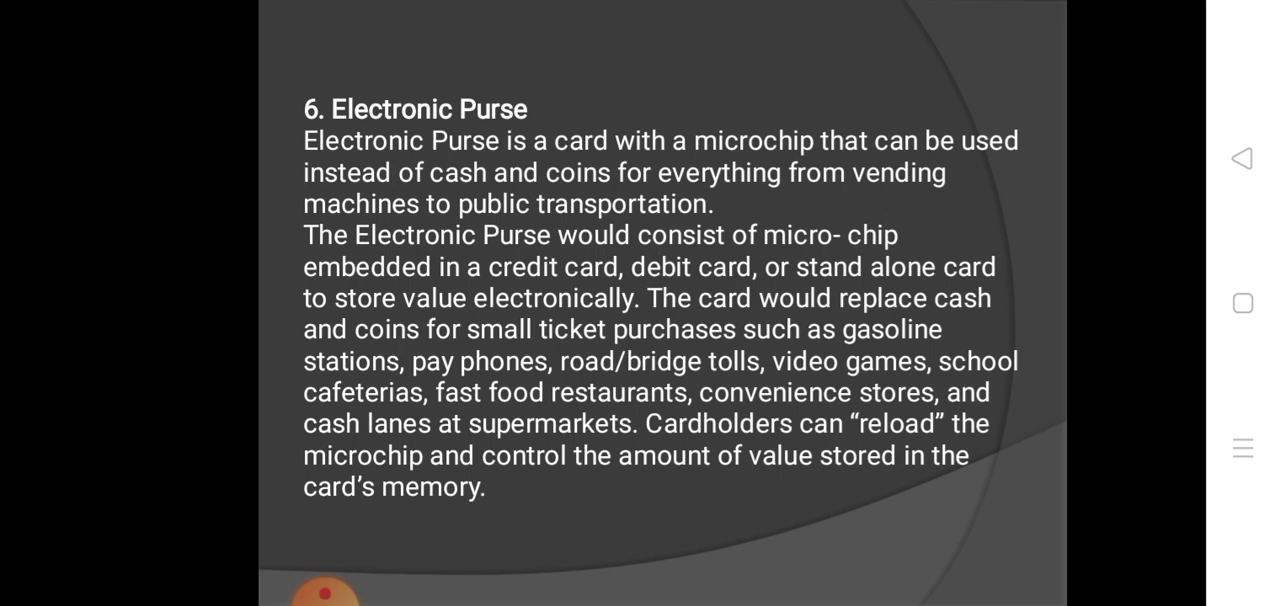 6. Electronic Purse
Electronic Purse is a card with a microchip that can be used
instead of cash and coins for everything from vending
machines to public transportation.
The Electronic Purse would consist of micro- chip
embedded in a credit card, debit card, or stand alone card
to store value electronically. The card would replace cash
and coins for small ticket purchases such as gasoline
stations, pay phones, road/bridge tolls, video games, school
cafeterias, fast food restaurants, convenience stores, and
cash lanes at supermarkets. Cardholders can “reload” the
microchip and control the amount of value stored in the
card’s memory.